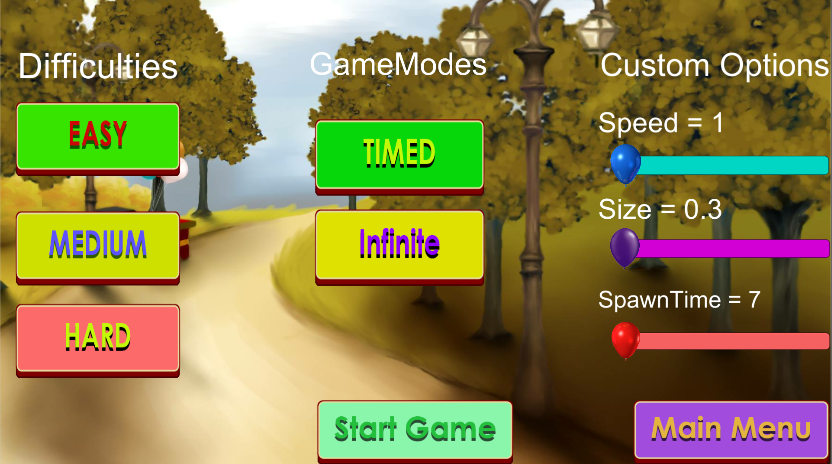 Difficulties
EASY
MEDIUM
HARD
GameModes
TIMED
Infinite
Start Game
Custom Options
Speed = 1
Size = 0.3
SpawnTime = 7
Main Menu